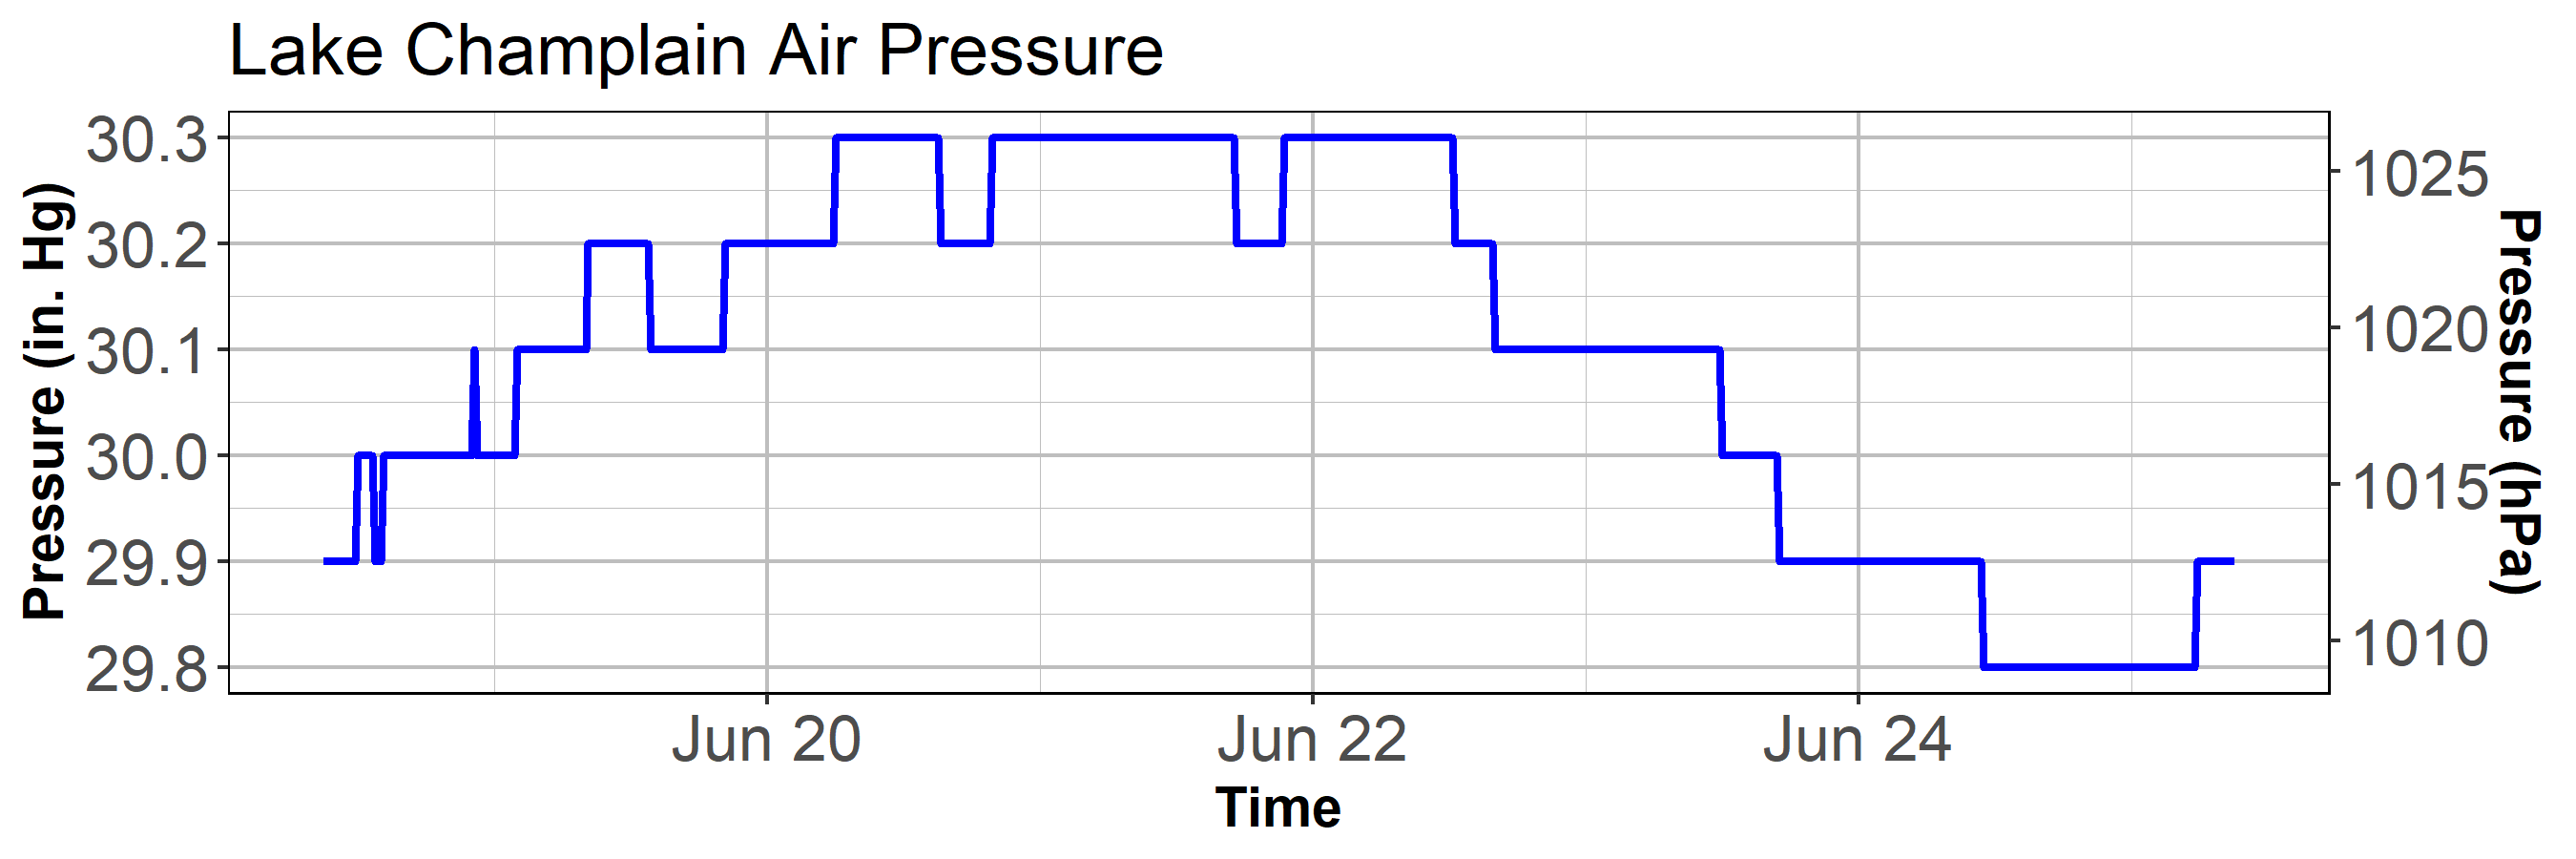 Lake Champlain Air Pressure
Pressure (in. Hg)
30.3
30.2
30.1
30.0
29.9
29.8
1025
1020
1015
1010
Pressure (hPa)
Jun 20
Jun 22
Jun 24
Time